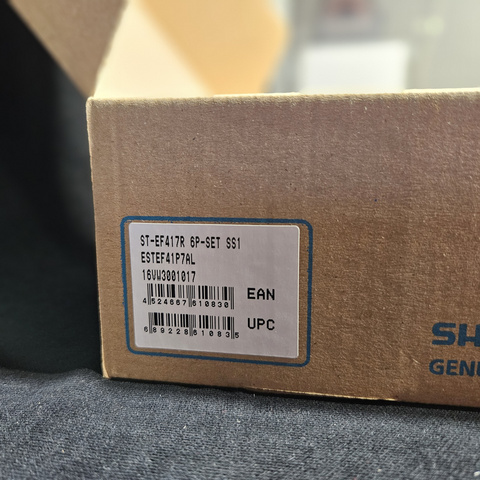 ST-EF417R 6P-SET SS1
ESTEF41P7AL
16VW3001017
4 524667 610830 EAN
6 89228 61083 5 UPC
SH
GENU